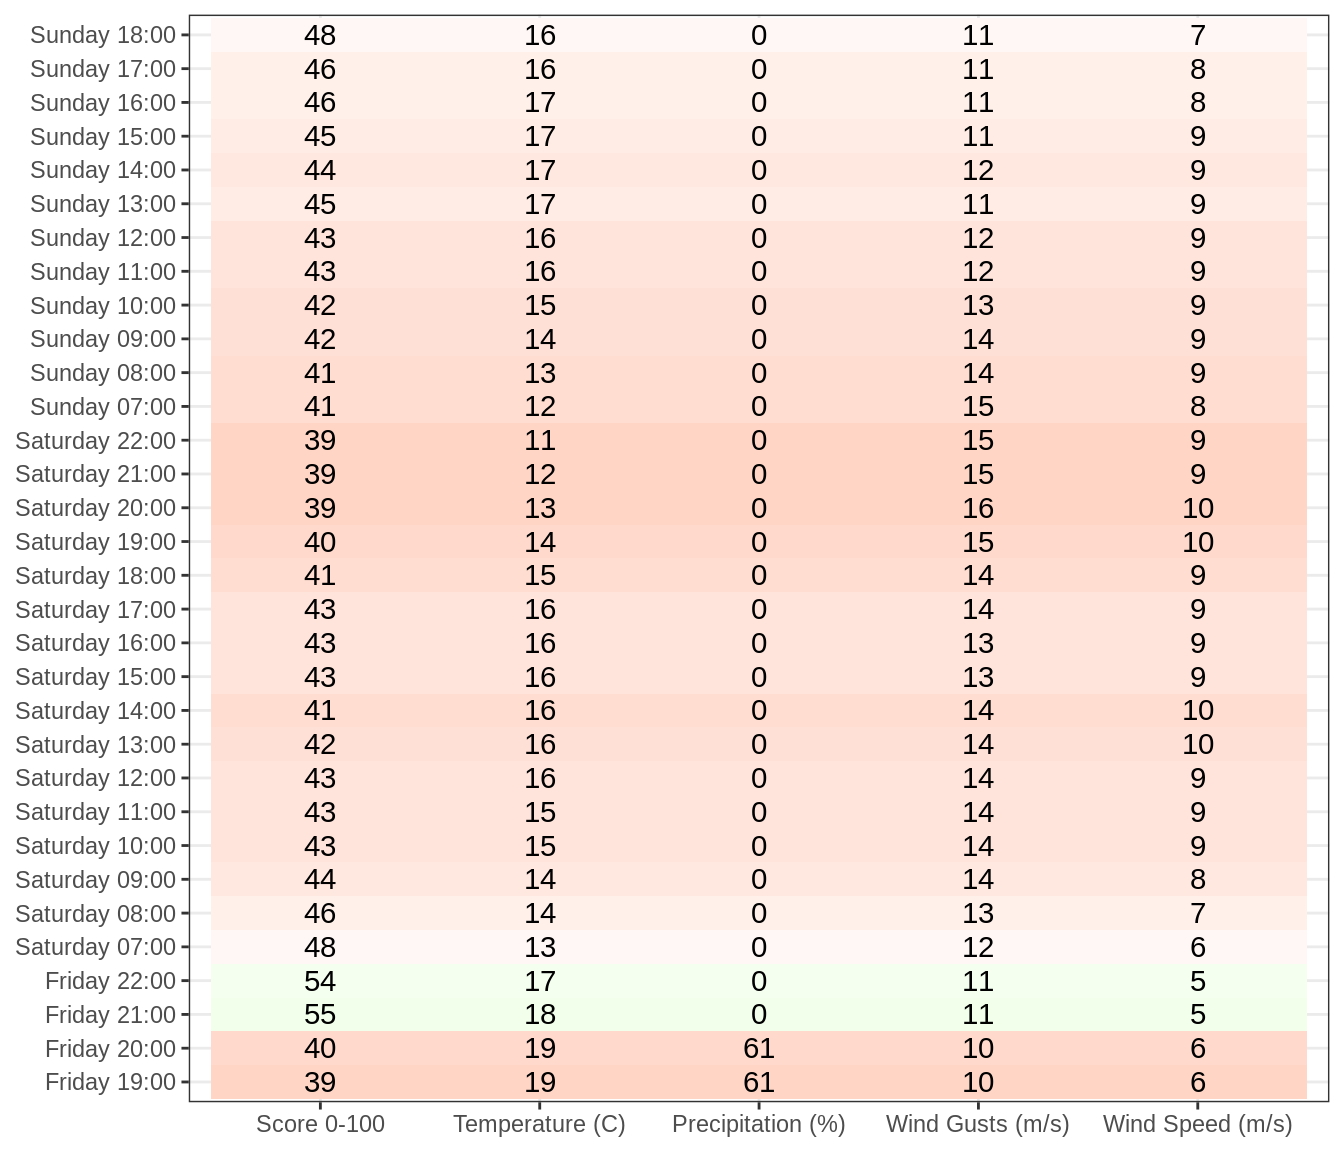 Sunday 18:00 48 16 0 11 7
Sunday 17:00 46 16 0 11 8
Sunday 16:00 46 17 0 11 8
Sunday 15:00 45 17 0 11 9
Sunday 14:00 44 17 0 12 9
Sunday 13:00 45 17 0 11 9
Sunday 12:00 43 16 0 12 9
Sunday 11:00 43 16 0 12 9
Sunday 10:00 42 15 0 13 9
Sunday 09:00 42 14 0 14 9
Sunday 08:00 41 13 0 14 9
Sunday 07:00 41 12 0 15 8
Saturday 22:00 39 11 0 15 9
Saturday 21:00 39 12 0 15 9
Saturday 20:00 39 13 0 16 10
Saturday 19:00 40 14 0 15 10
Saturday 18:00 41 15 0 14 9
Saturday 17:00 43 16 0 14 9
Saturday 16:00 43 16 0 13 9
Saturday 15:00 43 16 0 13 9
Saturday 14:00 41 16 0 14 10
Saturday 13:00 42 16 0 14 10
Saturday 12:00 43 16 0 14 9
Saturday 11:00 43 15 0 14 9
Saturday 10:00 43 15 0 14 9
Saturday 09:00 44 14 0 14 8
Saturday 08:00 46 14 0 13 7
Saturday 07:00 48 13 0 12 6
Friday 22:00 54 17 0 11 5
Friday 21:00 55 18 0 11 5
Friday 20:00 40 19 61 10 6
Friday 19:00 39 19 61 10 6
Score 0-100 Temperature (C) Precipitation (%) Wind Gusts (m/s) Wind Speed (m/s)